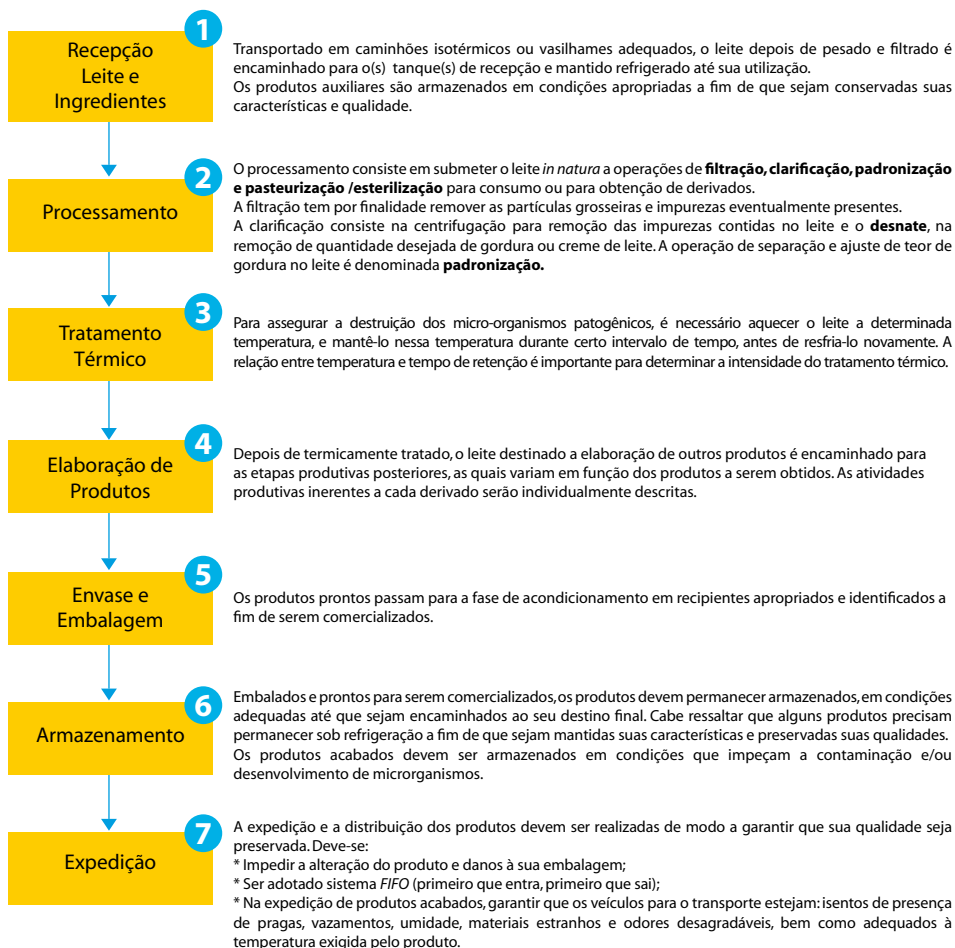 1
Recepção
Leite e
Ingredientes
Transportado em caminhões isotérmicos ou vasilhames adequados, o leite depois de pesado e filtrado é
encaminhado para o(s) tanque(s) de recepção e mantido refrigerado até sua utilização.
Os produtos auxiliares são armazenados em condições apropriadas a fim de que sejam conservadas suas
características e qualidade.
2
Processamento
O processamento consiste em submeter o leite in natura a operações de filtração, clarificação, padronização
e pasteurização /esterilização para consumo ou para obtenção de derivados.
A filtração tem por finalidade remover as partículas grosseiras e impurezas eventualmente presentes.
A clarificação consiste na centrifugação para remoção das impurezas contidas no leite e o desnate, na
remoção de quantidade desejada de gordura ou creme de leite. A operação de separação e ajuste de teor de
gordura no leite é denominada padronização.
3
Tratamento
Térmico
Para assegurar a destruição dos micro-organismos patogênicos, é necessário aquecer o leite a determinada
temperatura, e mantê-lo nessa temperatura durante certo intervalo de tempo, antes de resfria-lo novamente. A
relação entre temperatura e tempo de retenção é importante para determinar a intensidade do tratamento térmico.
4
Elaboração de
Produtos
Depois de termicamente tratado, o leite destinado a elaboração de outros produtos é encaminhado para
as etapas produtivas posteriores, as quais variam em função dos produtos a serem obtidos. As atividades
produtivas inerentes a cada derivado serão individualmente descritas.
5
Envase e
Embalagem
Os produtos prontos passam para a fase de acondicionamento em recipientes apropriados e identificados a
fim de serem comercializados.
6
Armazenamento
Embalados e prontos para serem comercializados, os produtos devem permanecer armazenados, em condições
adequadas até que sejam encaminhados ao seu destino final. Cabe ressaltar que alguns produtos precisam
permanecer sob refrigeração a fim de que sejam mantidas suas características e preservadas suas qualidades.
Os produtos acabados devem ser armazenados em condições que impeçam a contaminação e/ou
desenvolvimento de microrganismos.
7
Expedição
A expedição e a distribuição dos produtos devem ser realizadas de modo a garantir que sua qualidade seja
preservada. Deve-se:
* Impedir a alteração do produto e danos à sua embalagem;
* Ser adotado sistema FIFO (primeiro que entra, primeiro que sai);
* Na expedição de produtos acabados, garantir que os veículos para o transporte estejam: isentos de presença
de pragas, vazamentos, umidade, materiais estranhos e odores desagradáveis, bem como adequados à
temperatura exigida pelo produto.